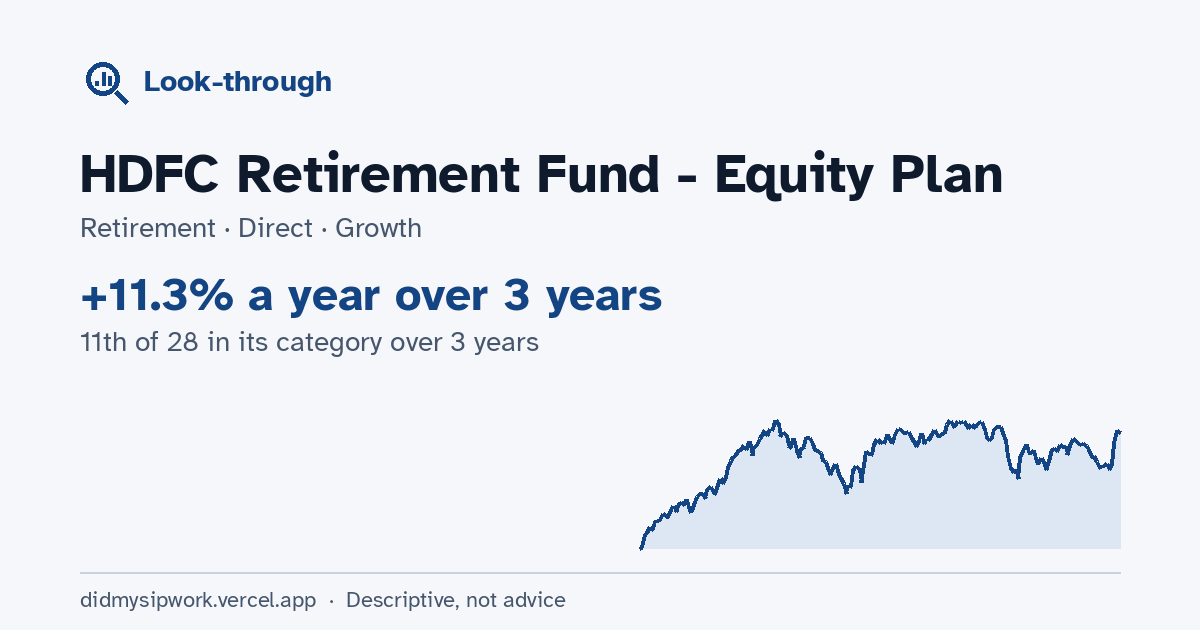 Look-through
HDFC Retirement Fund - Equity Plan
Retirement · Direct · Growth
+11.3% a year over 3 years
11th of 28 in its category over 3 years
didmysipwork.vercel.app · Descriptive, not advice